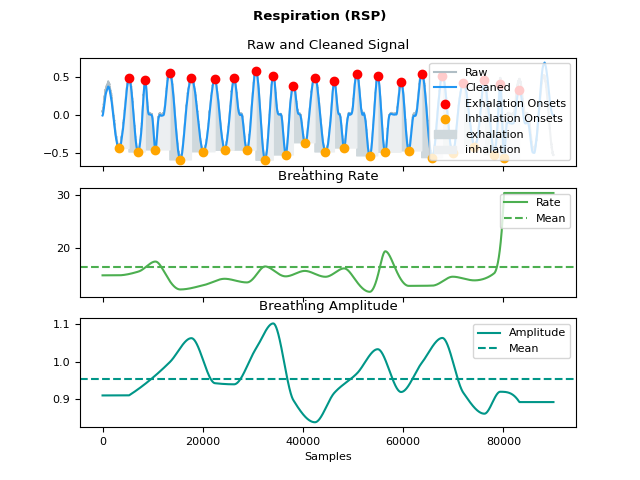 Respiration (RSP)
Raw and Cleaned Signal
0.5
0.0
−0.5
Raw
Cleaned
Exhalation Onsets
Inhalation Onsets
exhalation
inhalation
Breathing Rate
30
20
Rate
Mean
Breathing Amplitude
1.1
1.0
0.9
Amplitude
Mean
0 20000 40000 60000 80000
Samples